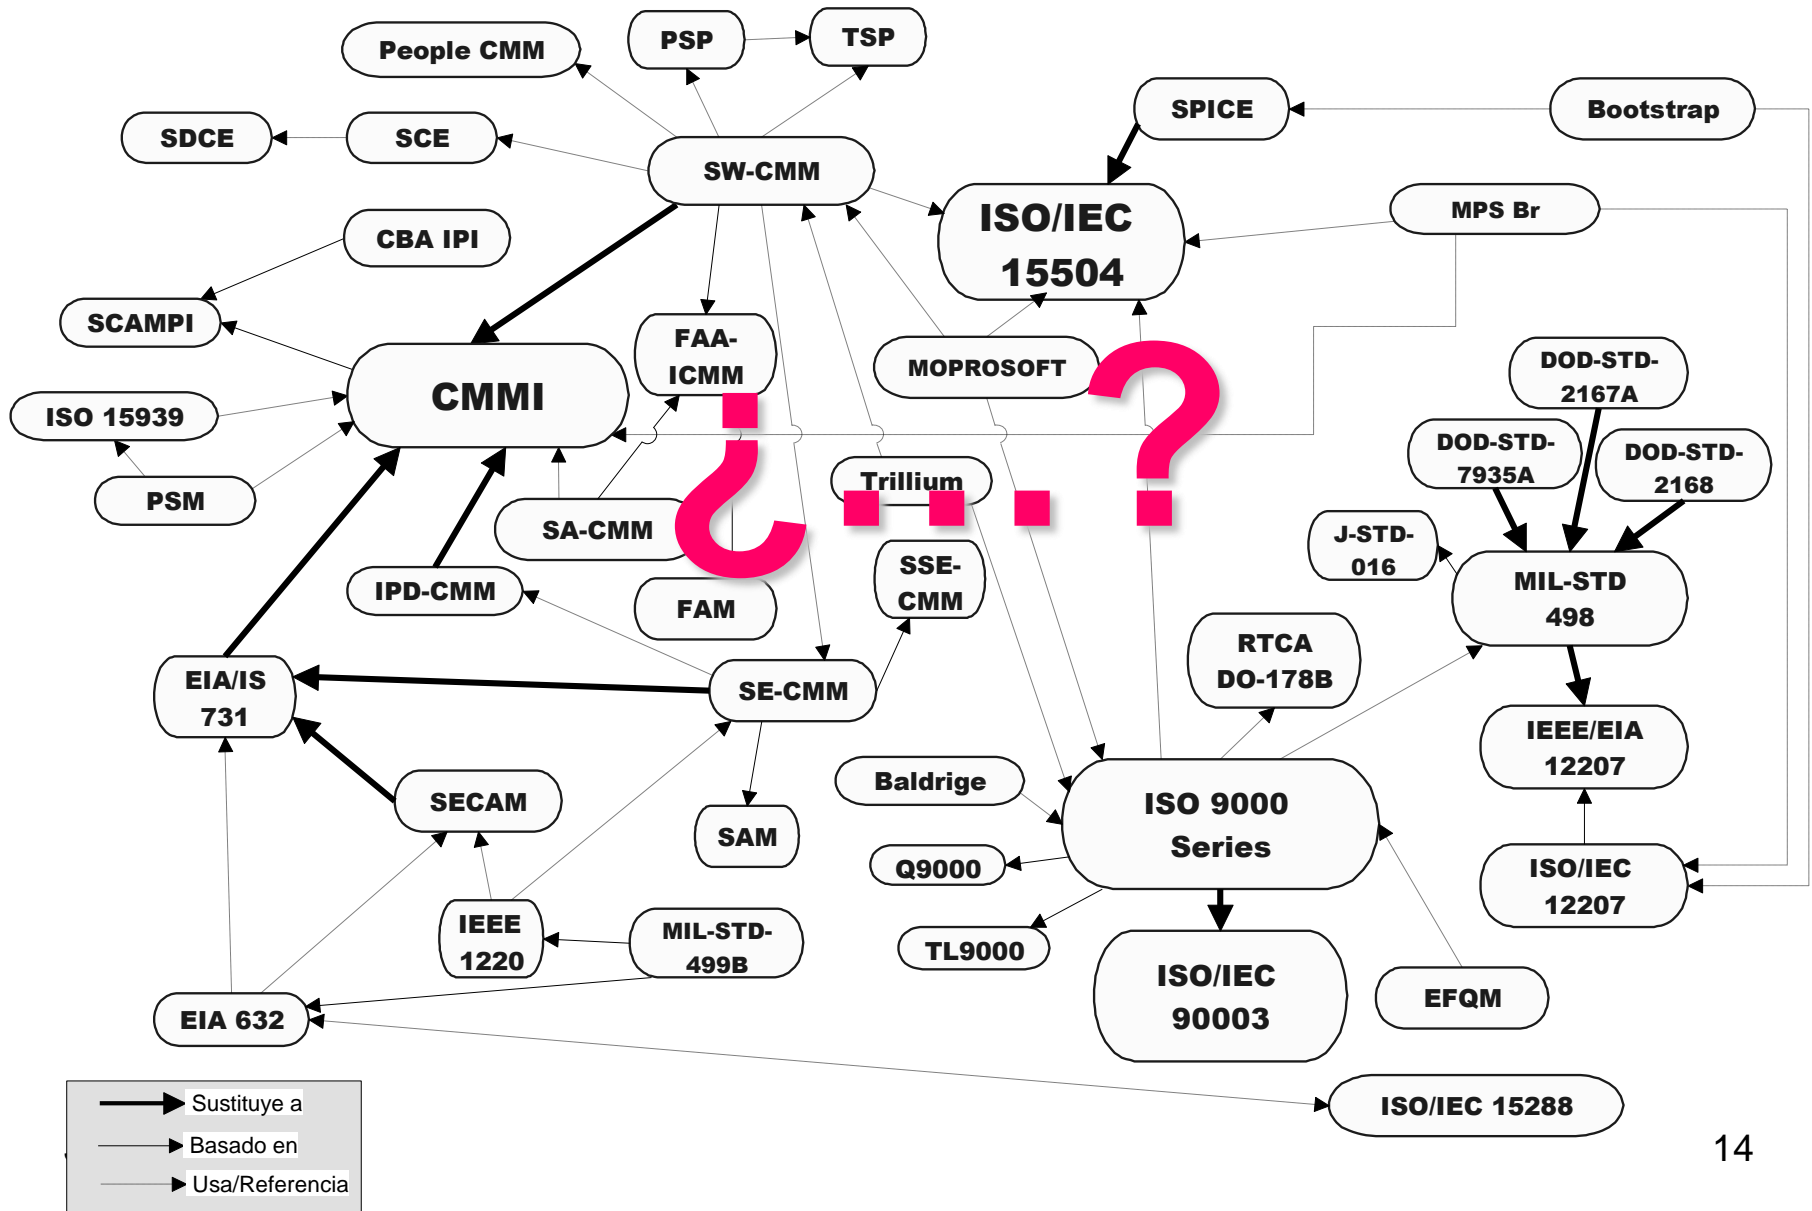 People CMM
PSP
TSP
SPICE
Bootstrap
SDCE
SCE
SW-CMM
ISO/IEC
15504
MPS Br
CBA IPI
SCAMPI
FAA-
ICMM
MOPROSOFT
CMMI
ISO 15939
DOD-STD-
2167A
DOD-STD-
7935A
DOD-STD-
2168
PSM
SA-CMM
Trillium
¿...?
J-STD-
016
MIL-STD
498
IPD-CMM
FAM
SSE-
CMM
RTCA
DO-178B
EIA/IS
731
SE-CMM
IEEE/EIA
12207
Baldrige
ISO 9000
Series
SECAM
SAM
Q9000
ISO/IEC
12207
IEEE
1220
MIL-STD-
499B
TL9000
ISO/IEC
90003
EFQM
EIA 632
ISO/IEC 15288
Sustituye a
Basado en
Usa/Referencia
14